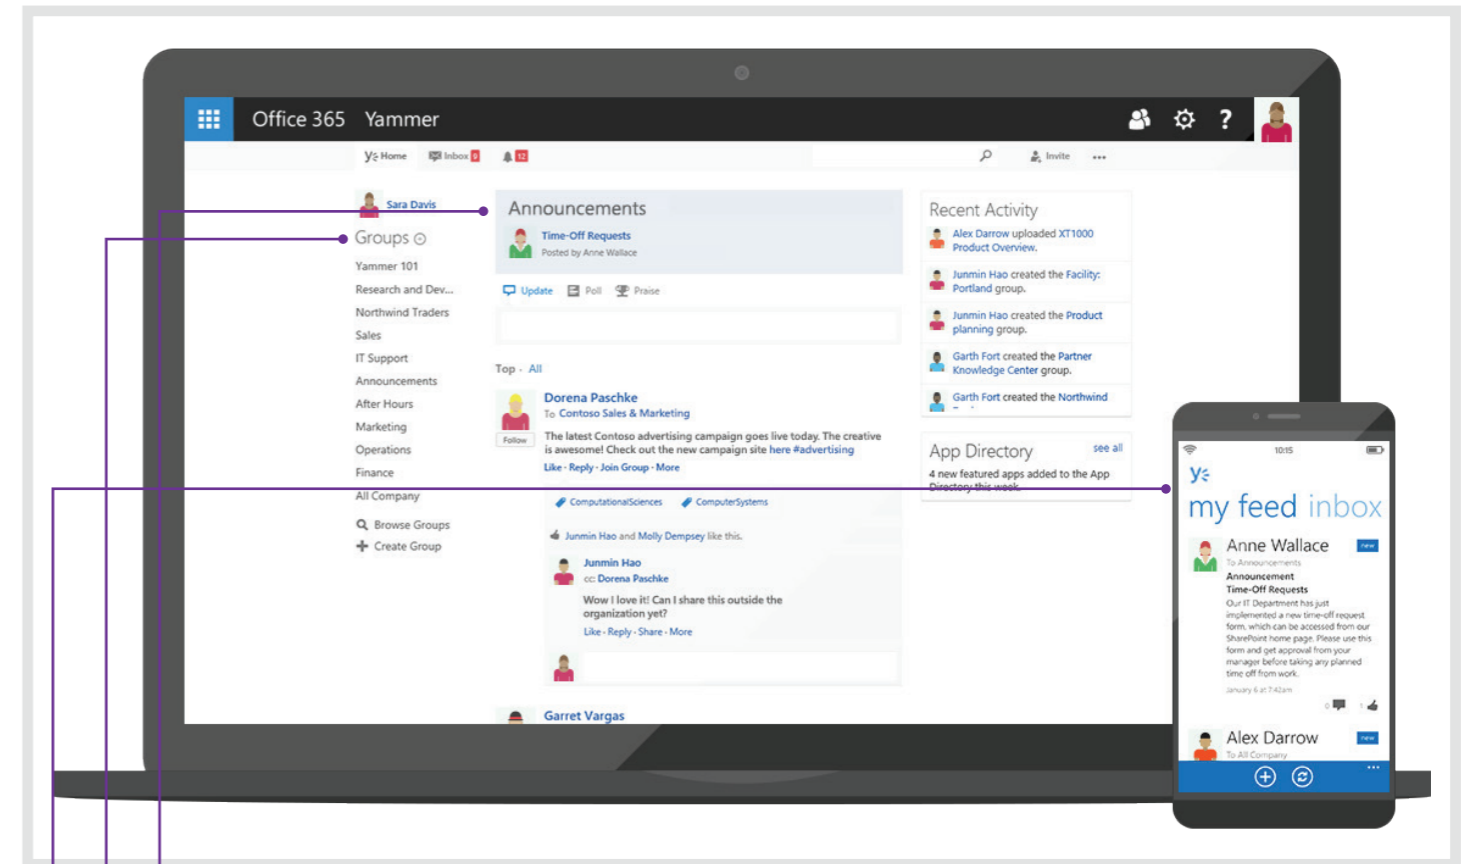 Office 365 Yammer
Home Inbox 9 12 Invite
Sara Davis
Groups
Yammer 101
Research and Dev...
Northwind Traders
Sales
IT Support
Announcements
After Hours
Marketing
Operations
Finance
All Company
Browse Groups
Create Group
Announcements
Time-Off Requests
Posted by Anne Wallace
Update Poll Praise
Top · All
Dorena Paschke
To Contoso Sales & Marketing
Follow
The latest Contoso advertising campaign goes live today. The creative
is awesome! Check out the new campaign site here #advertising
Like · Reply · Join Group · More
ComputationalSciences ComputerSystems
Junmin Hao and Molly Dempsey like this.
Junmin Hao
cc: Dorena Paschke
Wow I love it! Can I share this outside the
organization yet?
Like · Reply · Share · More
Garret Vargas
Recent Activity
Alex Darrow uploaded XT1000
Product Overview.
Junmin Hao created the Facility:
Portland group.
Junmin Hao created the Product
planning group.
Garth Fort created the Partner
Knowledge Center group.
Garth Fort created the Northwind
App Directory see all
4 new featured apps added to the App
Directory this week.
10:15
my feed inbox
Anne Wallace new
To Announcements
Announcement
Time-Off Requests
Our IT Department has just
implemented a new time-off request
form, which can be accessed from our
SharePoint home page. Please use this
form and get approval from your
manager before taking any planned
time off from work.
January 6 at 7:42am
0 1
Alex Darrow new
To All Company